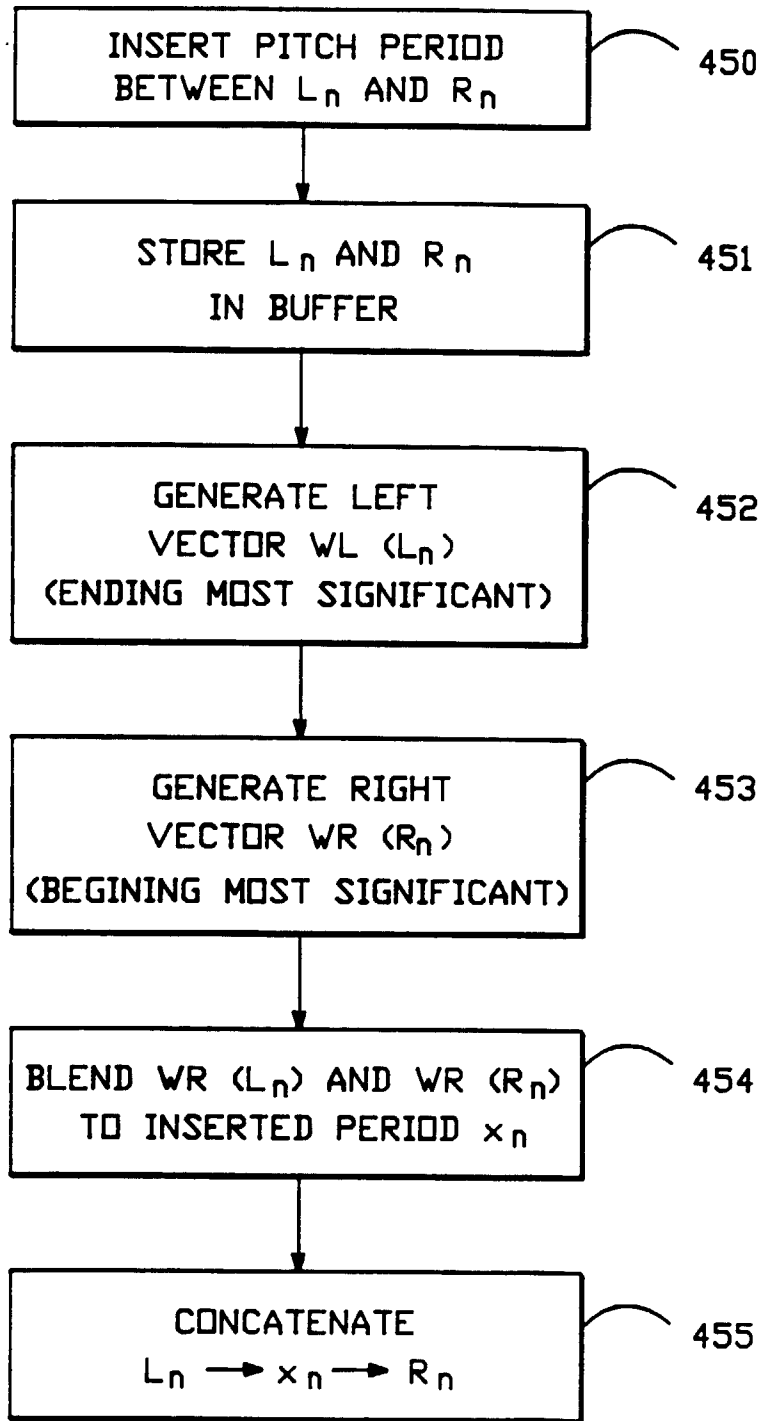 INSERT PITCH PERIOD
BETWEEN Ln AND Rn
450
STORE Ln AND Rn
IN BUFFER
451
GENERATE LEFT
VECTOR WL (Ln)
(ENDING MOST SIGNIFICANT)
452
GENERATE RIGHT
VECTOR WR (Rn)
(BEGINING MOST SIGNIFICANT)
453
BLEND WR (Ln) AND WR (Rn)
TO INSERTED PERIOD xn
454
CONCATENATE
Ln → xn → Rn
455